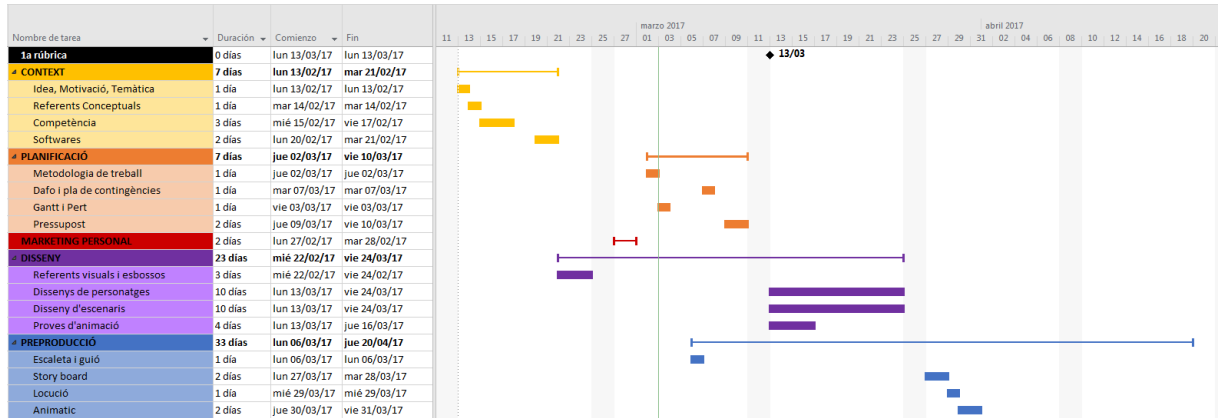 marzo 2017 abril 2017
Nombre de tarea Duración Comienzo Fin 11 13 15 17 19 21 23 25 27 01 03 05 07 09 11 13 15 17 19 21 23 25 27 29 31 02 04 06 08 10 12 14 16 18 20
1a rúbrica 0 días lun 13/03/17 lun 13/03/17 13/03
CONTEXT 7 días lun 13/02/17 mar 21/02/17
Idea, Motivació, Temàtica 1 día lun 13/02/17 lun 13/02/17
Referents Conceptuals 1 día mar 14/02/17 mar 14/02/17
Competència 3 días mié 15/02/17 vie 17/02/17
Softwares 2 días lun 20/02/17 mar 21/02/17
PLANIFICACIÓ 7 días jue 02/03/17 vie 10/03/17
Metodologia de treball 1 día jue 02/03/17 jue 02/03/17
Dafo i pla de contingències 1 día mar 07/03/17 mar 07/03/17
Gantt i Pert 1 día vie 03/03/17 vie 03/03/17
Pressupost 2 días jue 09/03/17 vie 10/03/17
MARKETING PERSONAL 2 días lun 27/02/17 mar 28/02/17
DISSENY 23 días mié 22/02/17 vie 24/03/17
Referents visuals i esbossos 3 días mié 22/02/17 vie 24/02/17
Dissenys de personatges 10 días lun 13/03/17 vie 24/03/17
Disseny d'escenaris 10 días lun 13/03/17 vie 24/03/17
Proves d'animació 4 días lun 13/03/17 jue 16/03/17
PREPRODUCCIÓ 33 días lun 06/03/17 jue 20/04/17
Escaleta i guió 1 día lun 06/03/17 lun 06/03/17
Story board 2 días lun 27/03/17 mar 28/03/17
Locució 1 día mié 29/03/17 mié 29/03/17
Animatic 2 días jue 30/03/17 vie 31/03/17